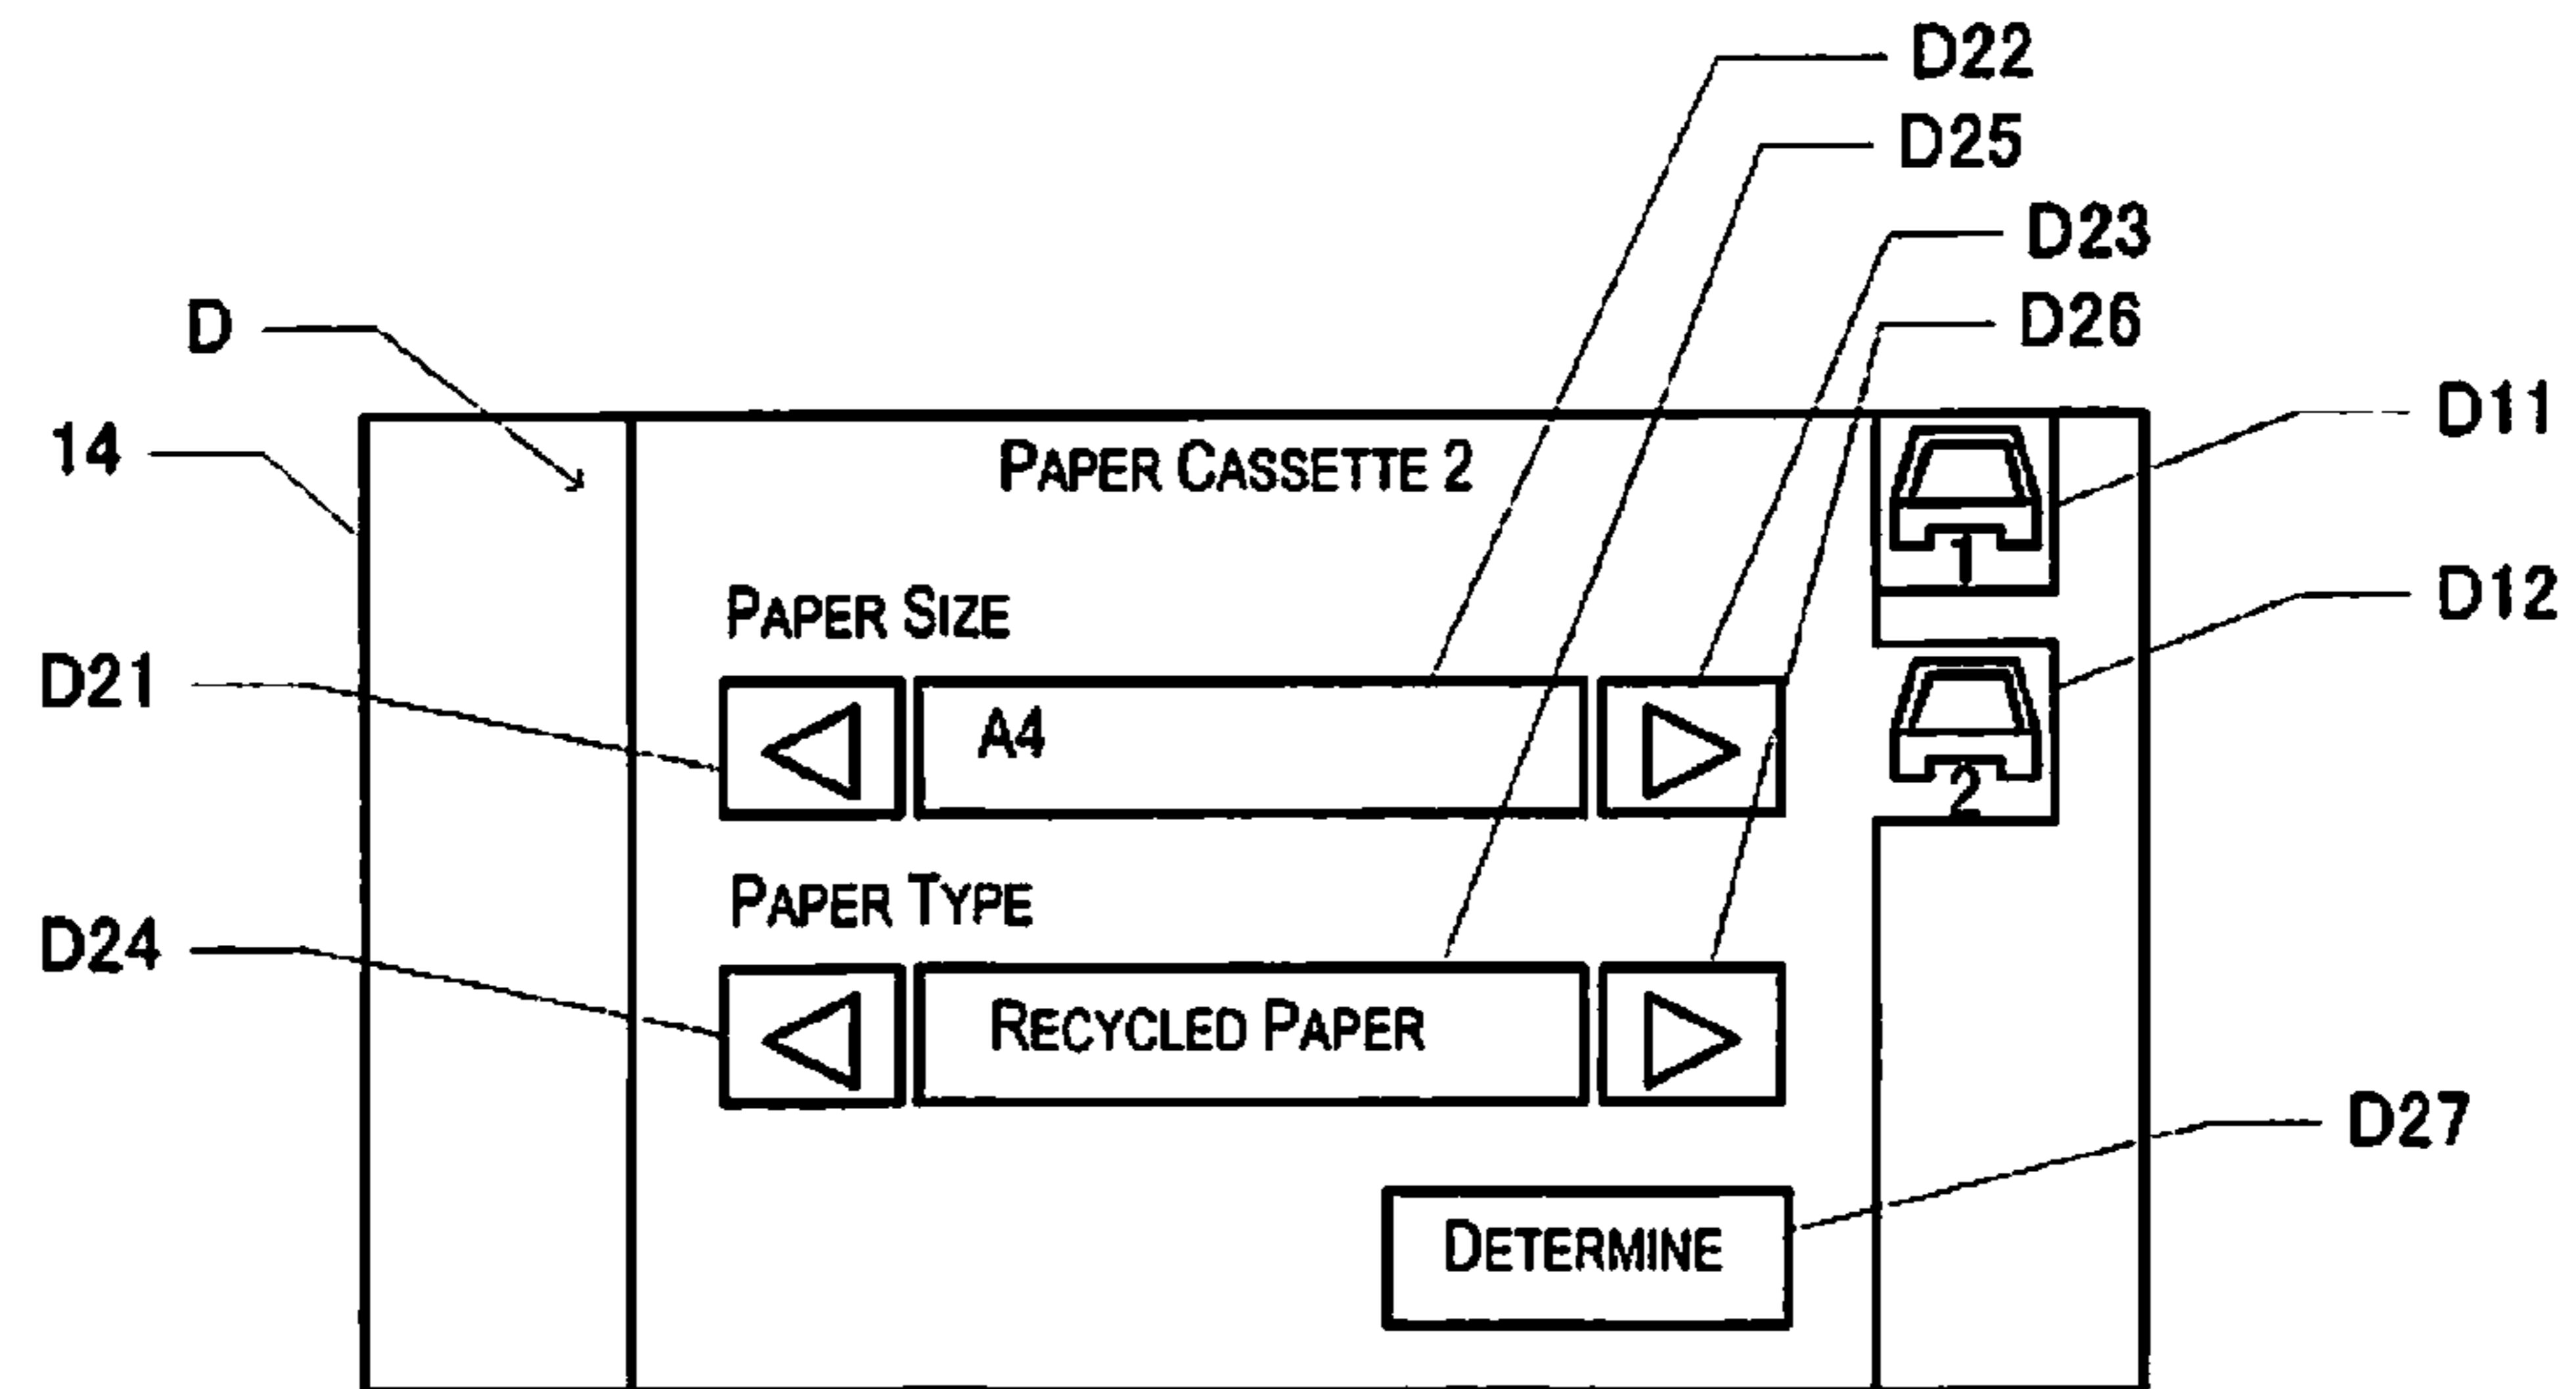 D22
D25
D23
D26
D
D11
14
PAPER CASSETTE 2
1
D12
PAPER SIZE
D21
A4
2
PAPER TYPE
D24
RECYCLED PAPER
D27
DETERMINE